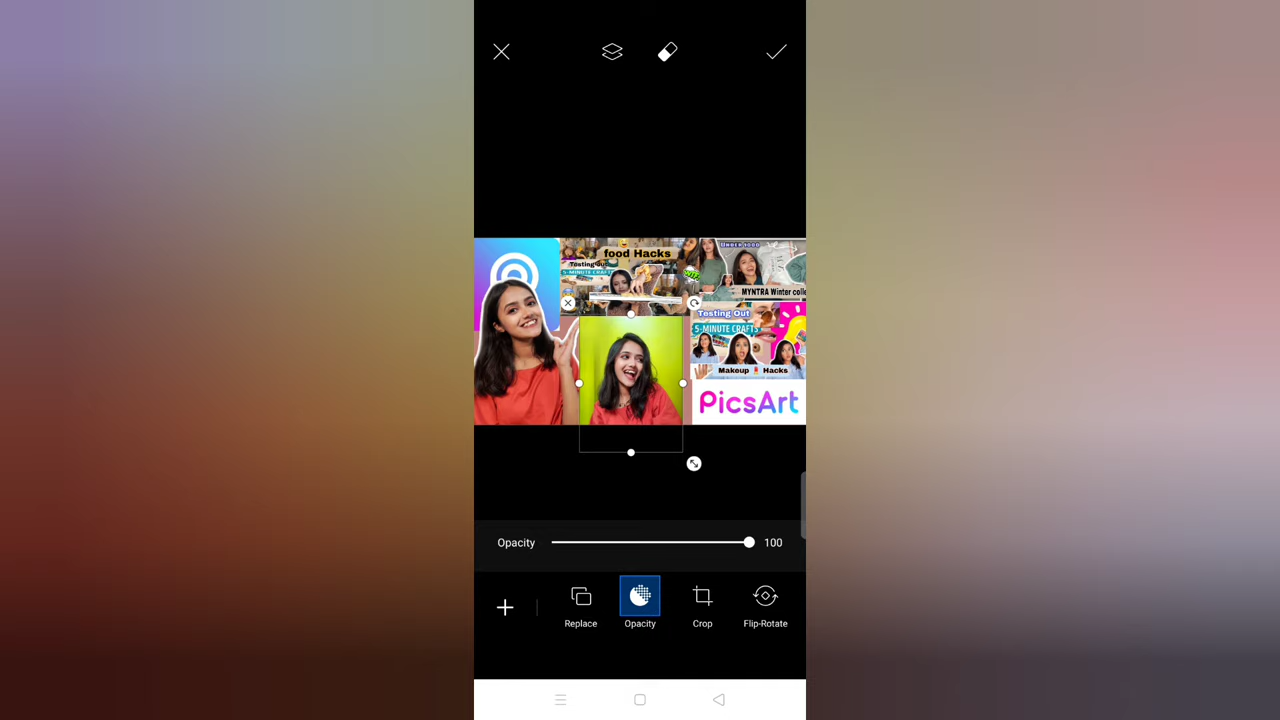 food Hacks
Testing Out
5-MINUTE CRAFTS
UNDER 1000
WTF
MYNTRA Winter colle
Testing Out
5-MINUTE CRAFTS
Makeup Hacks
PicsArt
Opacity 100
Replace Opacity Crop Flip-Rotate